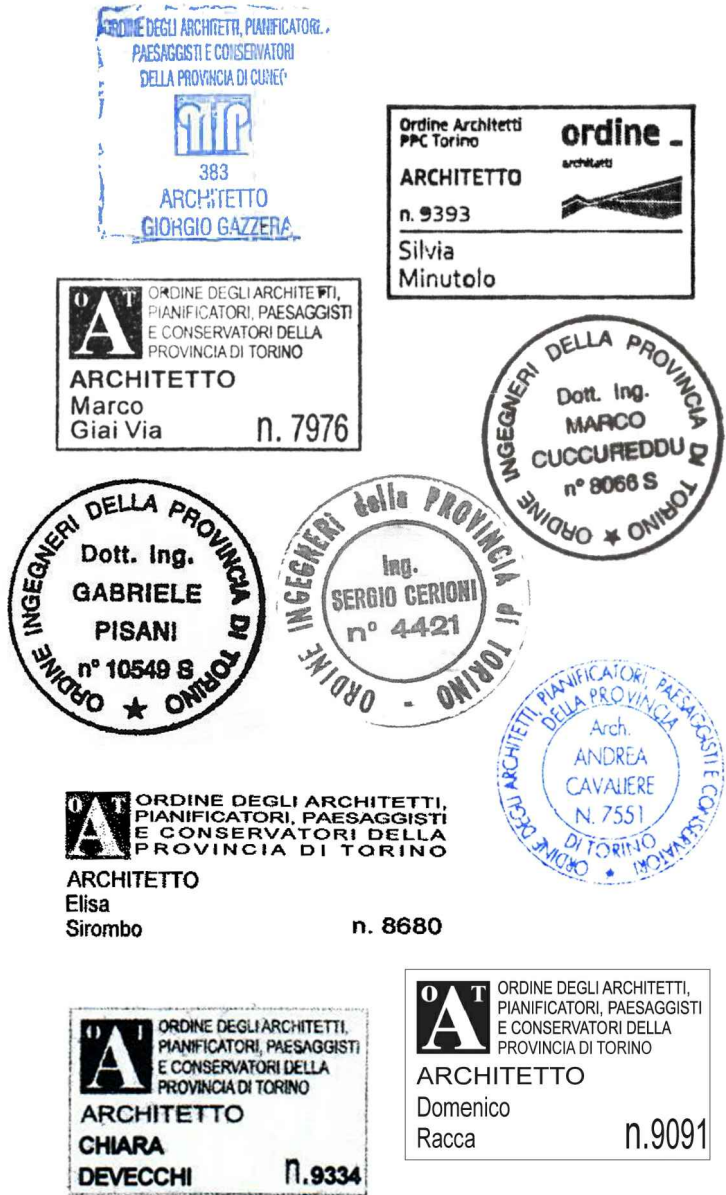 ORDINE DEGLI ARCHITETTI, PIANIFICATORI,
PAESAGGISTI E CONSERVATORI
DELLA PROVINCIA DI CUNEO
383
ARCHITETTO
GIORGIO GAZZERA
Ordine Architetti
PPC Torino
ordine
architetti
ARCHITETTO
n. 9393
Silvia
Minutolo
OAT
ORDINE DEGLI ARCHITETTI,
PIANIFICATORI, PAESAGGISTI
E CONSERVATORI DELLA
PROVINCIA DI TORINO
ARCHITETTO
Marco
Giai Via n. 7976
ORDINE INGEGNERI DELLA PROVINCIA DI TORINO
Dott. Ing.
MARCO
CUCCUREDDU
n° 8066 S
ORDINE INGEGNERI DELLA PROVINCIA DI TORINO
Dott. Ing.
GABRIELE
PISANI
n° 10549 S
ORDINE INGEGNERI della PROVINCIA di TORINO -
Ing.
SERGIO CERIONI
n° 4421
ORDINE DEGLI ARCHITETTI, PIANIFICATORI PAESAGGISTI E CONSERVATORI
DELLA PROVINCIA
DI TORINO
Arch.
ANDREA
CAVALIERE
N. 7551
OAT
ORDINE DEGLI ARCHITETTI,
PIANIFICATORI, PAESAGGISTI
E CONSERVATORI DELLA
PROVINCIA DI TORINO
ARCHITETTO
Elisa
Sirombo n. 8680
OAT
ORDINE DEGLI ARCHITETTI,
PIANIFICATORI, PAESAGGISTI
E CONSERVATORI DELLA
PROVINCIA DI TORINO
ARCHITETTO
CHIARA
DEVECCHI n.9334
OAT
ORDINE DEGLI ARCHITETTI,
PIANIFICATORI, PAESAGGISTI
E CONSERVATORI DELLA
PROVINCIA DI TORINO
ARCHITETTO
Domenico
Racca n.9091